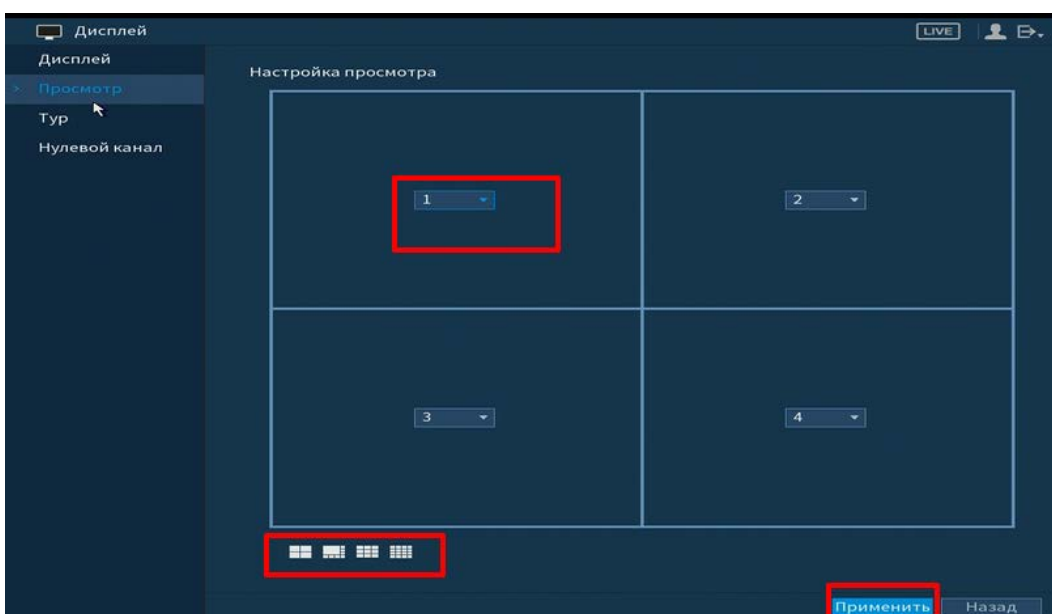 Дисплей
LIVE
Дисплей
Просмотр
Тур
Нулевой канал
Настройка просмотра
1
2
3
4
Применить
Назад